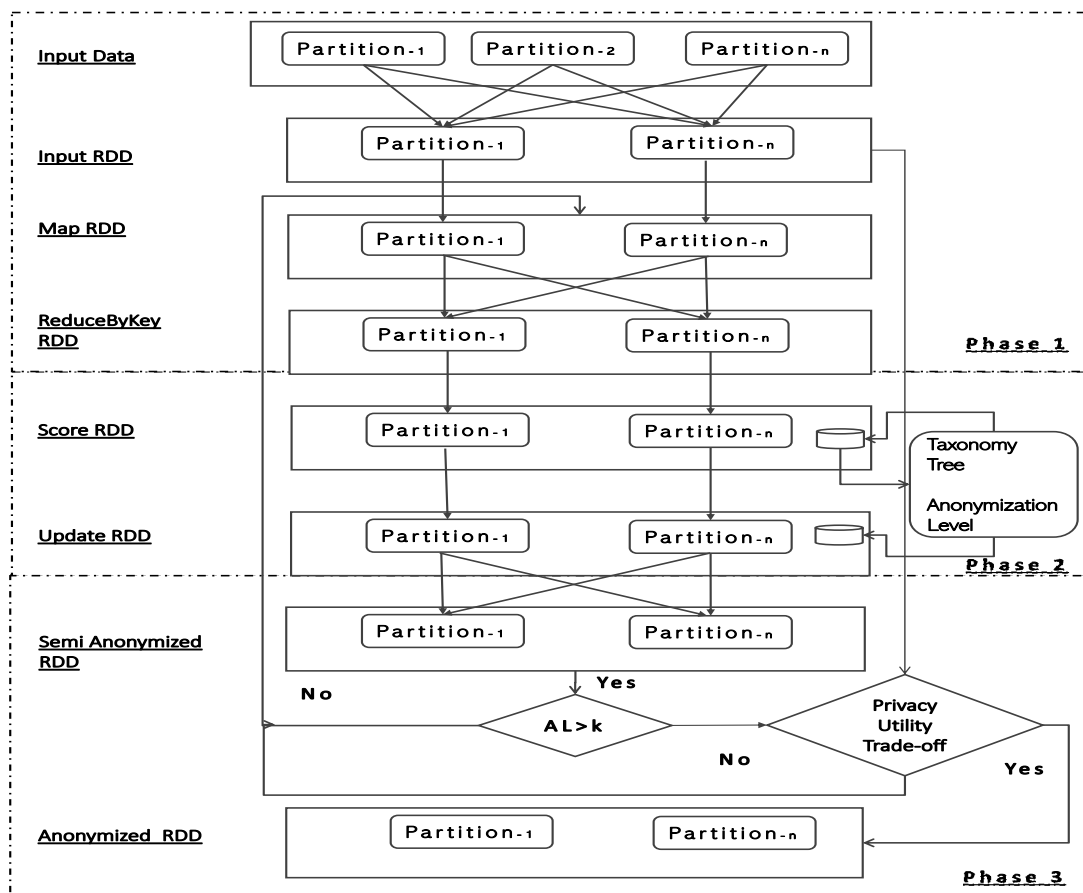 Input Data
Partition-1
Partition-2
Partition-n
Input RDD
Partition-1
Partition-n
Map RDD
Partition-1
Partition-n
ReduceByKey
RDD
Partition-1
Partition-n
Phase 1
Score RDD
Partition-1
Partition-n
Taxonomy
Tree
Anonymization
Level
Update RDD
Partition-1
Partition-n
Phase 2
Semi Anonymized
RDD
Partition-1
Partition-n
No
Yes
AL>k
Privacy
Utility
Trade-off
No
Yes
Anonymized RDD
Partition-1
Partition-n
Phase 3